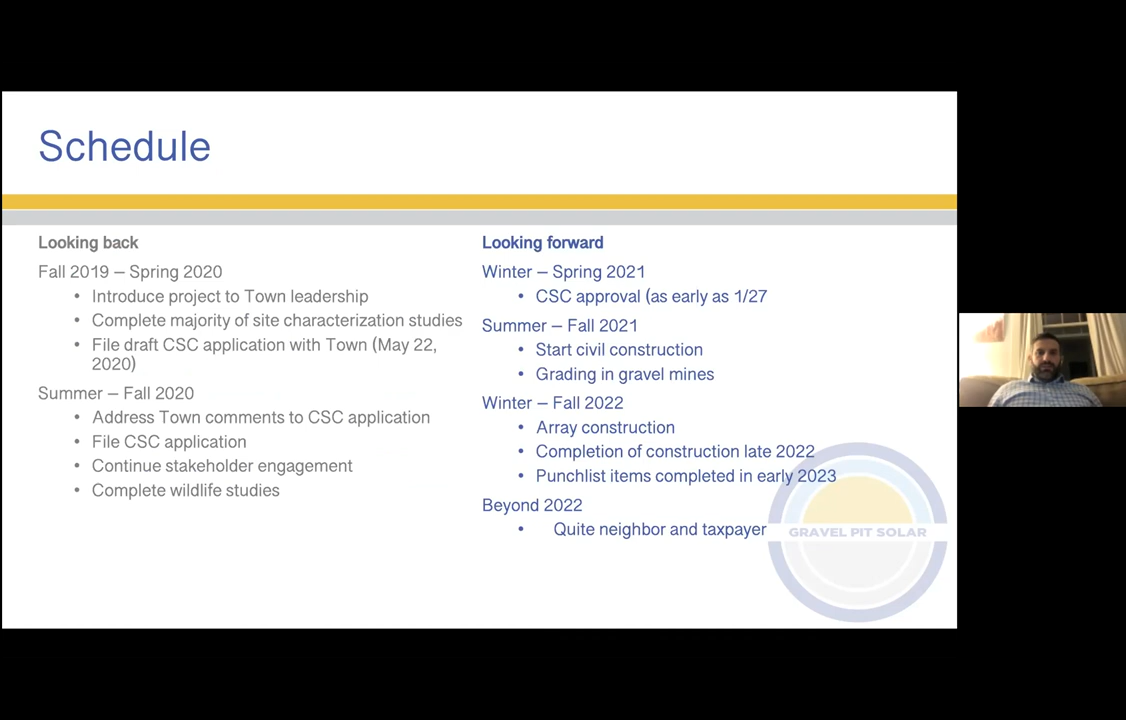 Schedule
Looking back
Fall 2019 – Spring 2020
• Introduce project to Town leadership
• Complete majority of site characterization studies
• File draft CSC application with Town (May 22,
2020)
Summer – Fall 2020
• Address Town comments to CSC application
• File CSC application
• Continue stakeholder engagement
• Complete wildlife studies
Looking forward
Winter – Spring 2021
• CSC approval (as early as 1/27
Summer – Fall 2021
• Start civil construction
• Grading in gravel mines
Winter – Fall 2022
• Array construction
• Completion of construction late 2022
• Punchlist items completed in early 2023
Beyond 2022
• Quite neighbor and taxpayer
GRAVEL PIT SOLAR